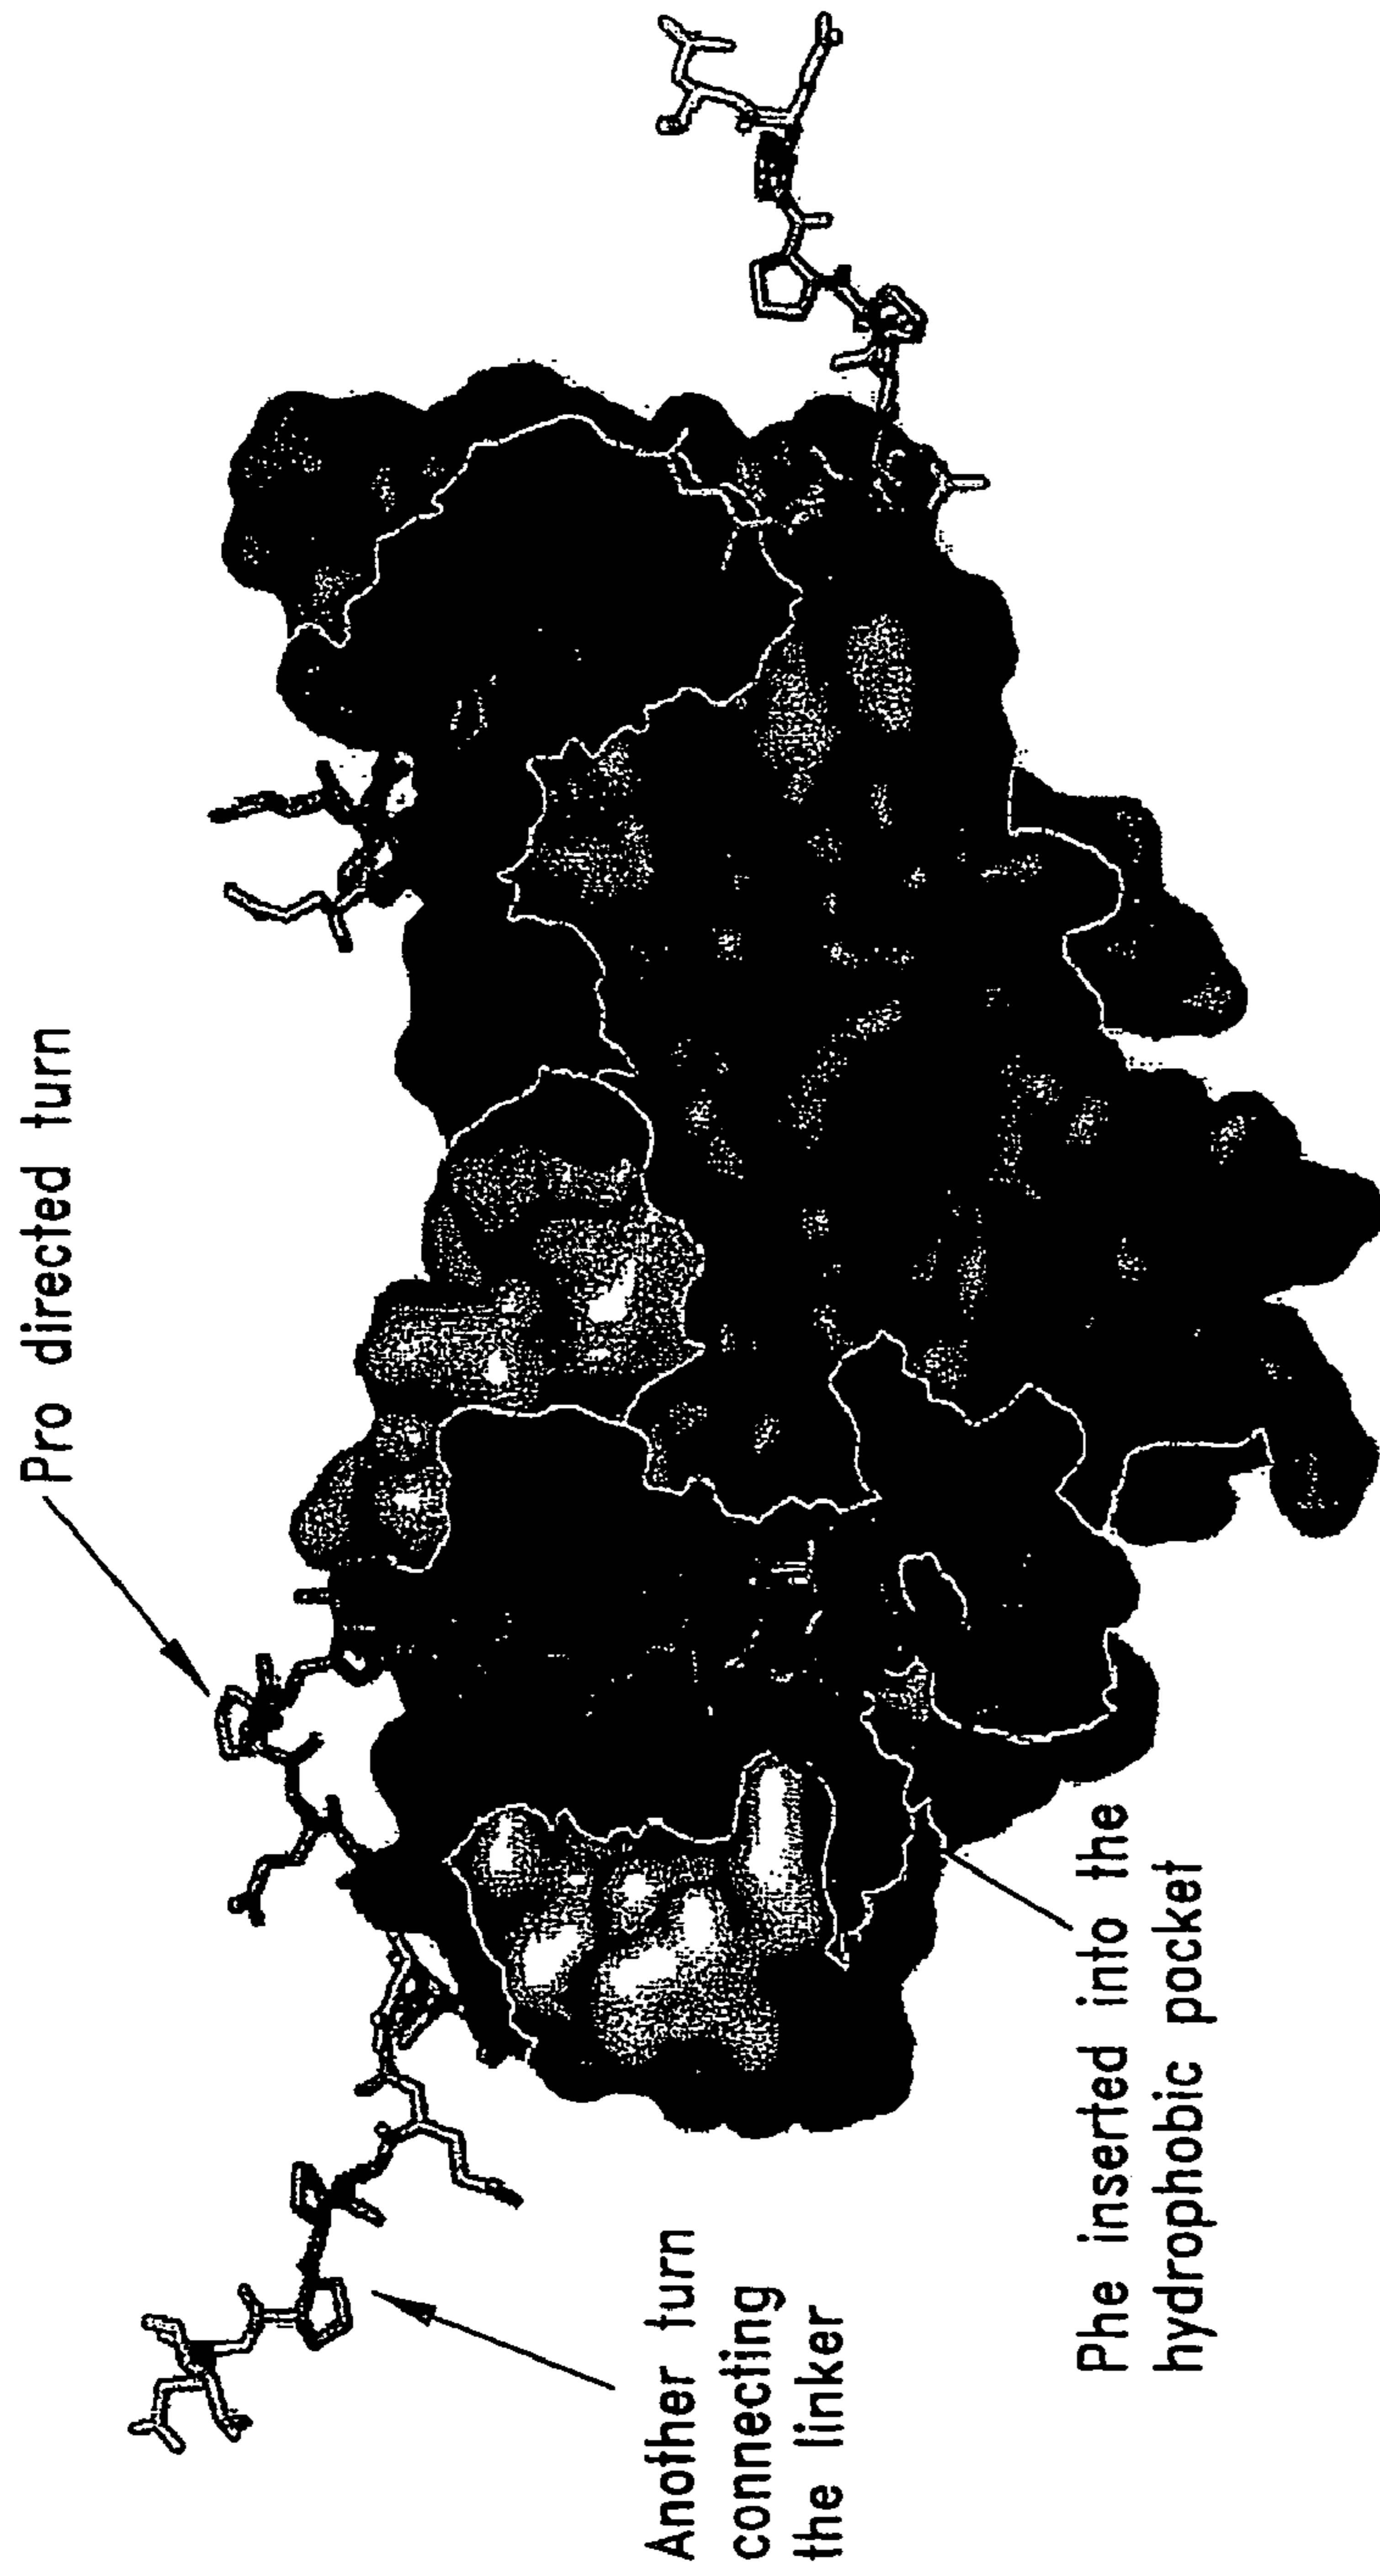 Pro directed turn
Another turn
connecting
the linker
Phe inserted into the
hydrophobic pocket